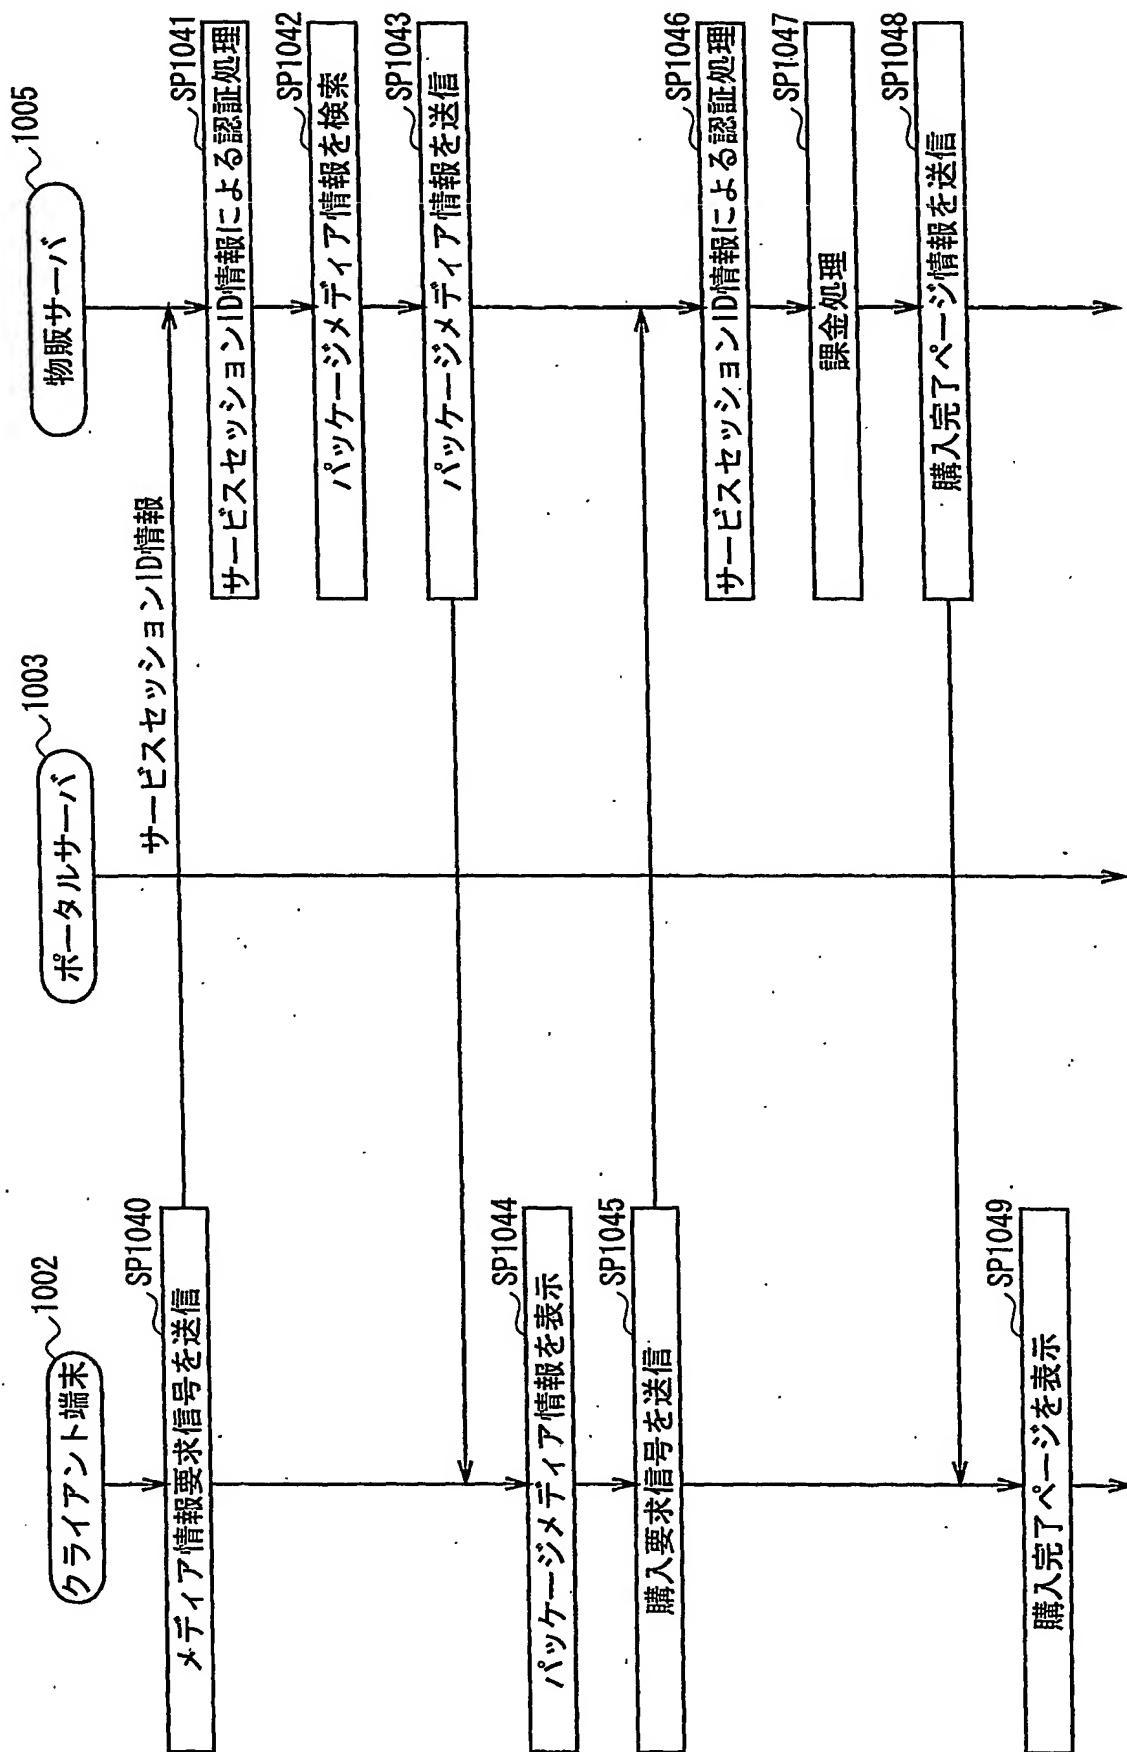 クライアント端末
1002
ポータルサーバ
1003
物販サーバ
1005
SP1040
メディア情報要求信号を送信
サービスセッションID情報
SP1041
サービスセッションID情報による認証処理
SP1042
パッケージメディア情報を検索
SP1043
パッケージメディア情報を送信
SP1044
パッケージメディア情報を表示
SP1045
購入要求信号を送信
SP1046
サービスセッションID情報による認証処理
SP1047
課金処理
SP1048
購入完了ページ情報を送信
SP1049
購入完了ページを表示